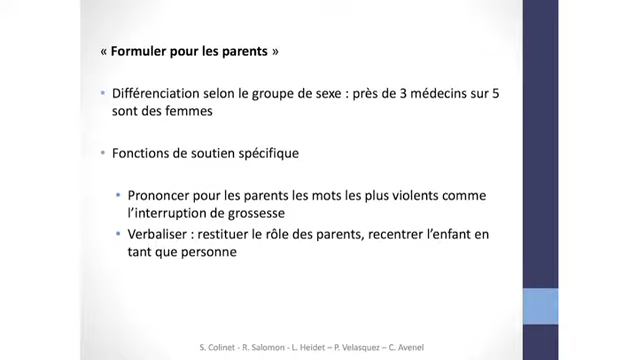 « Formuler pour les parents »
• Différenciation selon le groupe de sexe : près de 3 médecins sur 5
sont des femmes
• Fonctions de soutien spécifique
• Prononcer pour les parents les mots les plus violents comme
l’interruption de grossesse
• Verbaliser : restituer le rôle des parents, recentrer l’enfant en
tant que personne
S. Colinet - R. Salomon - L. Heidet – P. Velasquez – C. Avenel